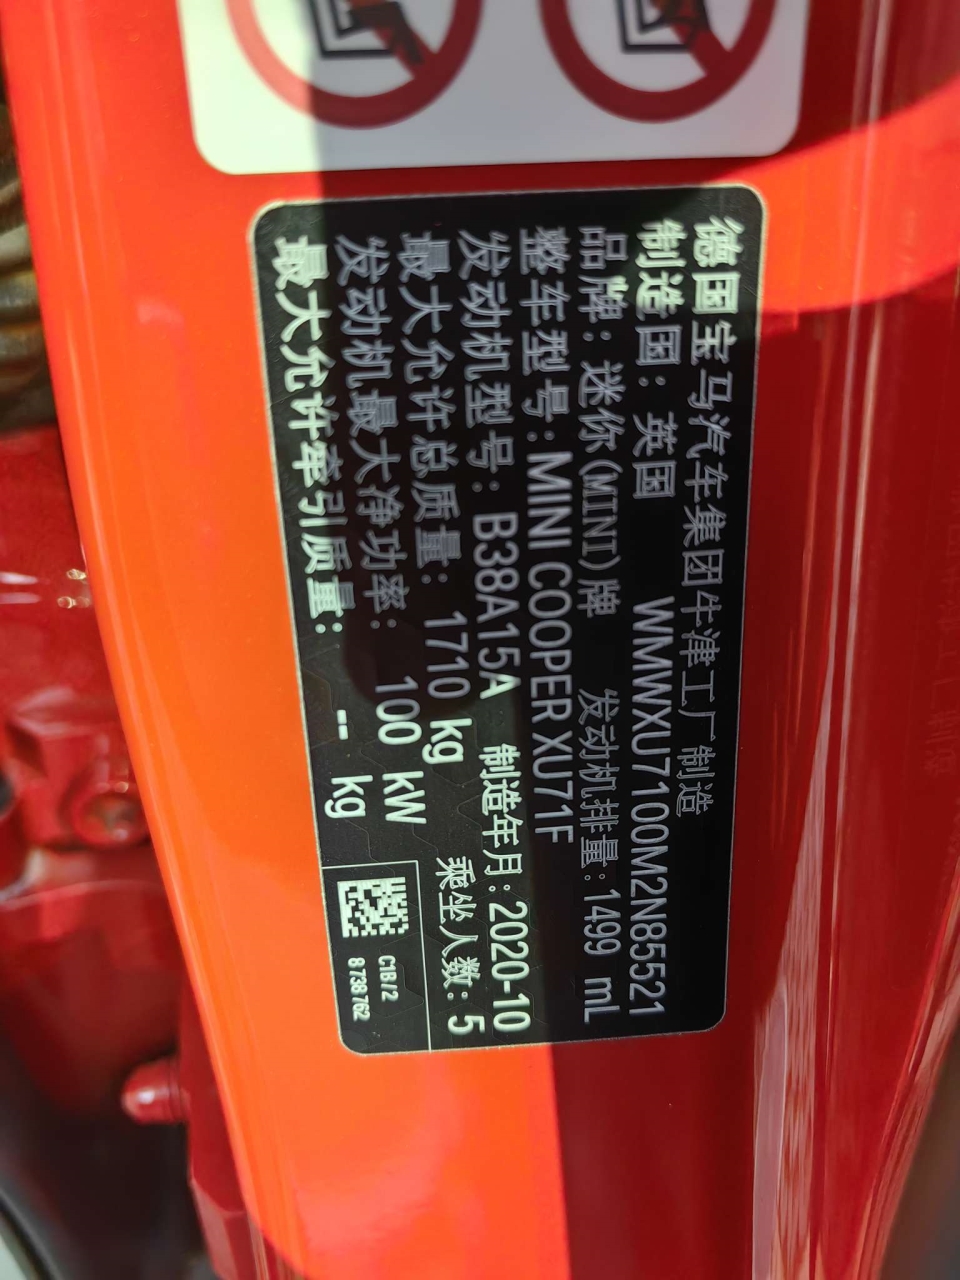 德国宝马汽车集团牛津工厂制造
制造国：英国 WMWXU7100M2N85521
品牌：迷你(MINI)牌 发动机排量：1499 mL
整车型号：MINI COOPER XU71F
发动机型号：B38A15A 制造年月：2020-10
最大允许总质量：1710 kg 乘坐人数：5
发动机最大净功率：100 kW
最大允许牵引质量：-- kg
C1B/2
8738762